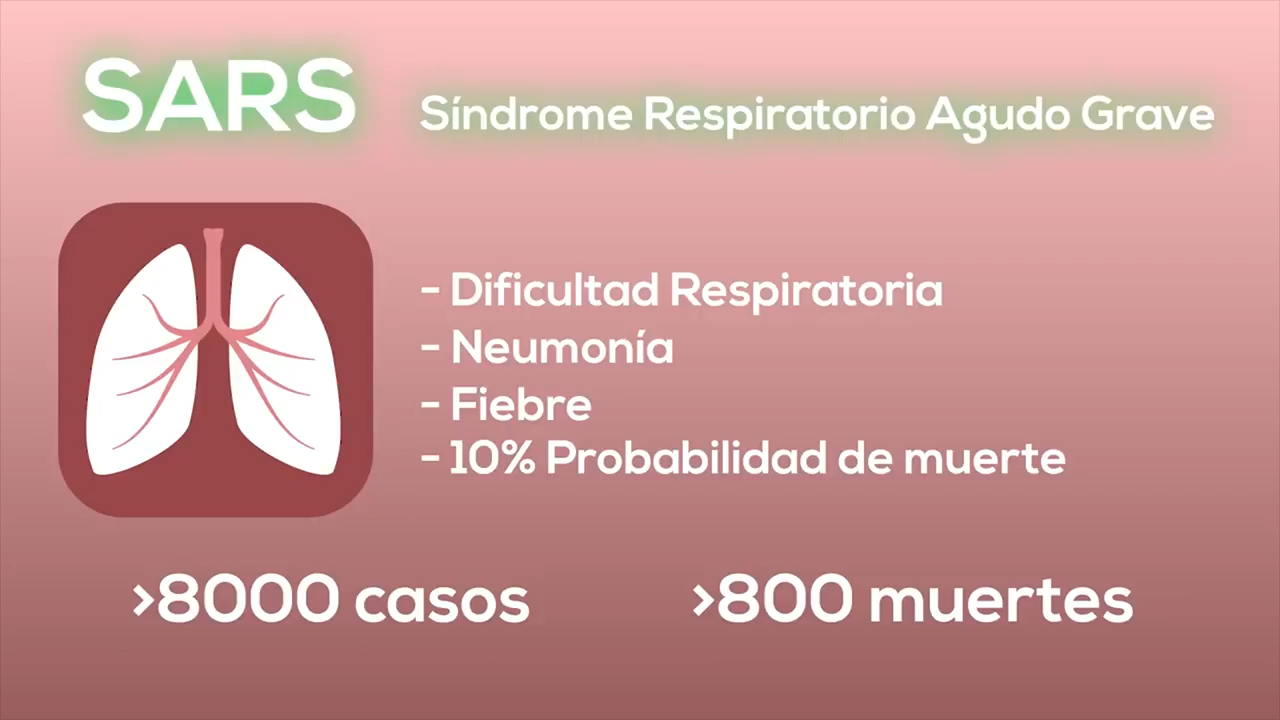 SARS
Síndrome Respiratorio Agudo Grave
- Dificultad Respiratoria
- Neumonía
- Fiebre
- 10% Probabilidad de muerte
>8000 casos
>800 muertes